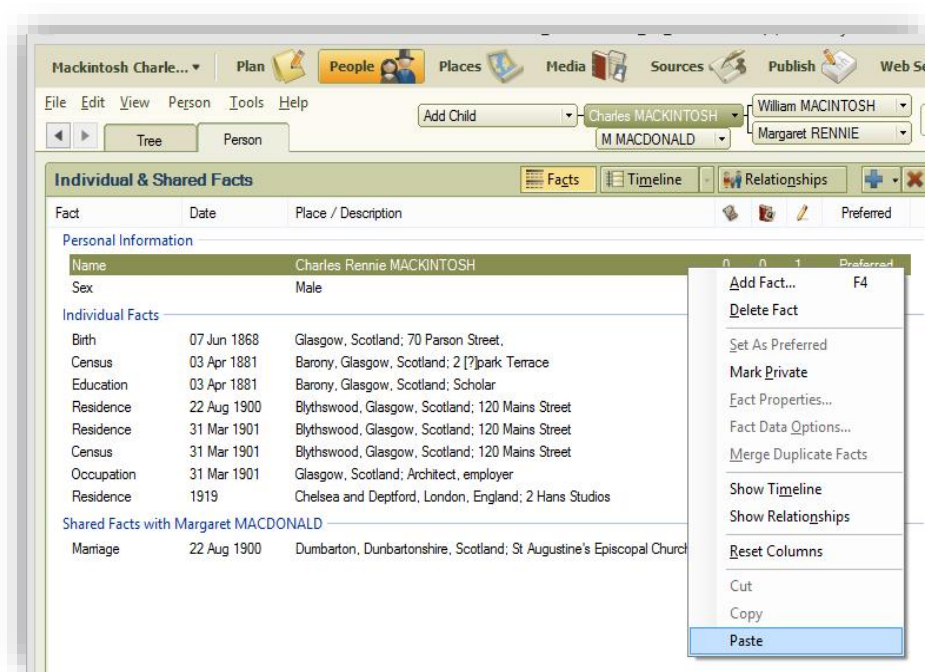 Mackintosh Charle... Plan People Places Media Sources Publish Web Se
File Edit View Person Tools Help
Add Child Charles MACKINTOSH William MACINTOSH
M MACDONALD Margaret RENNIE
Tree Person
Individual & Shared Facts Facts Timeline Relationships
Fact Date Place / Description Preferred
Personal Information
Name Charles Rennie MACKINTOSH 0 0 1 Preferred
Sex Male
Individual Facts
Birth 07 Jun 1868 Glasgow, Scotland; 70 Parson Street,
Census 03 Apr 1881 Barony, Glasgow, Scotland; 2 [?]park Terrace
Education 03 Apr 1881 Barony, Glasgow, Scotland; Scholar
Residence 22 Aug 1900 Blythswood, Glasgow, Scotland; 120 Mains Street
Residence 31 Mar 1901 Blythswood, Glasgow, Scotland; 120 Mains Street
Census 31 Mar 1901 Blythswood, Glasgow, Scotland; 120 Mains Street
Occupation 31 Mar 1901 Glasgow, Scotland; Architect, employer
Residence 1919 Chelsea and Deptford, London, England; 2 Hans Studios
Shared Facts with Margaret MACDONALD
Marriage 22 Aug 1900 Dumbarton, Dunbartonshire, Scotland; St Augustine's Episcopal Church
Add Fact... F4
Delete Fact
Set As Preferred
Mark Private
Fact Properties...
Fact Data Options...
Merge Duplicate Facts
Show Timeline
Show Relationships
Reset Columns
Cut
Copy
Paste